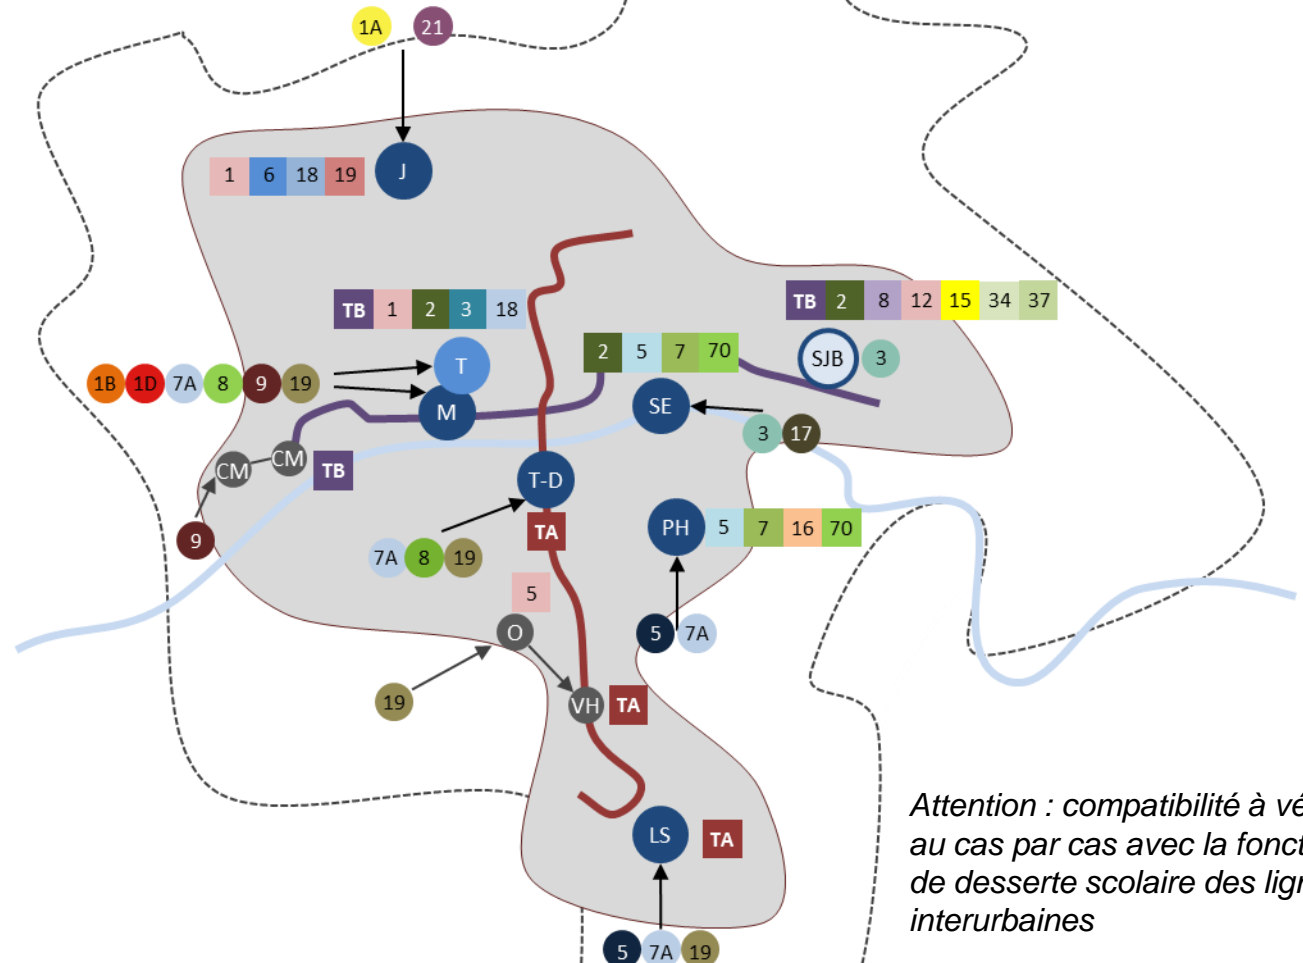 1A 21
1 6 18 19 J
TB 1 2 3 18
TB 2 8 12 15 34 37
2 5 7 70
SJB 3
T
1B 1D 7A 8 9 19
M
SE
3 17
CM CM TB
T-D
9
TA
PH 5 7 16 70
7A 8 19
5
O
5 7A
19
VH TA
LS TA
5 7A 19
Attention : compatibilité à vé
au cas par cas avec la fonct
de desserte scolaire des lig
interurbaines